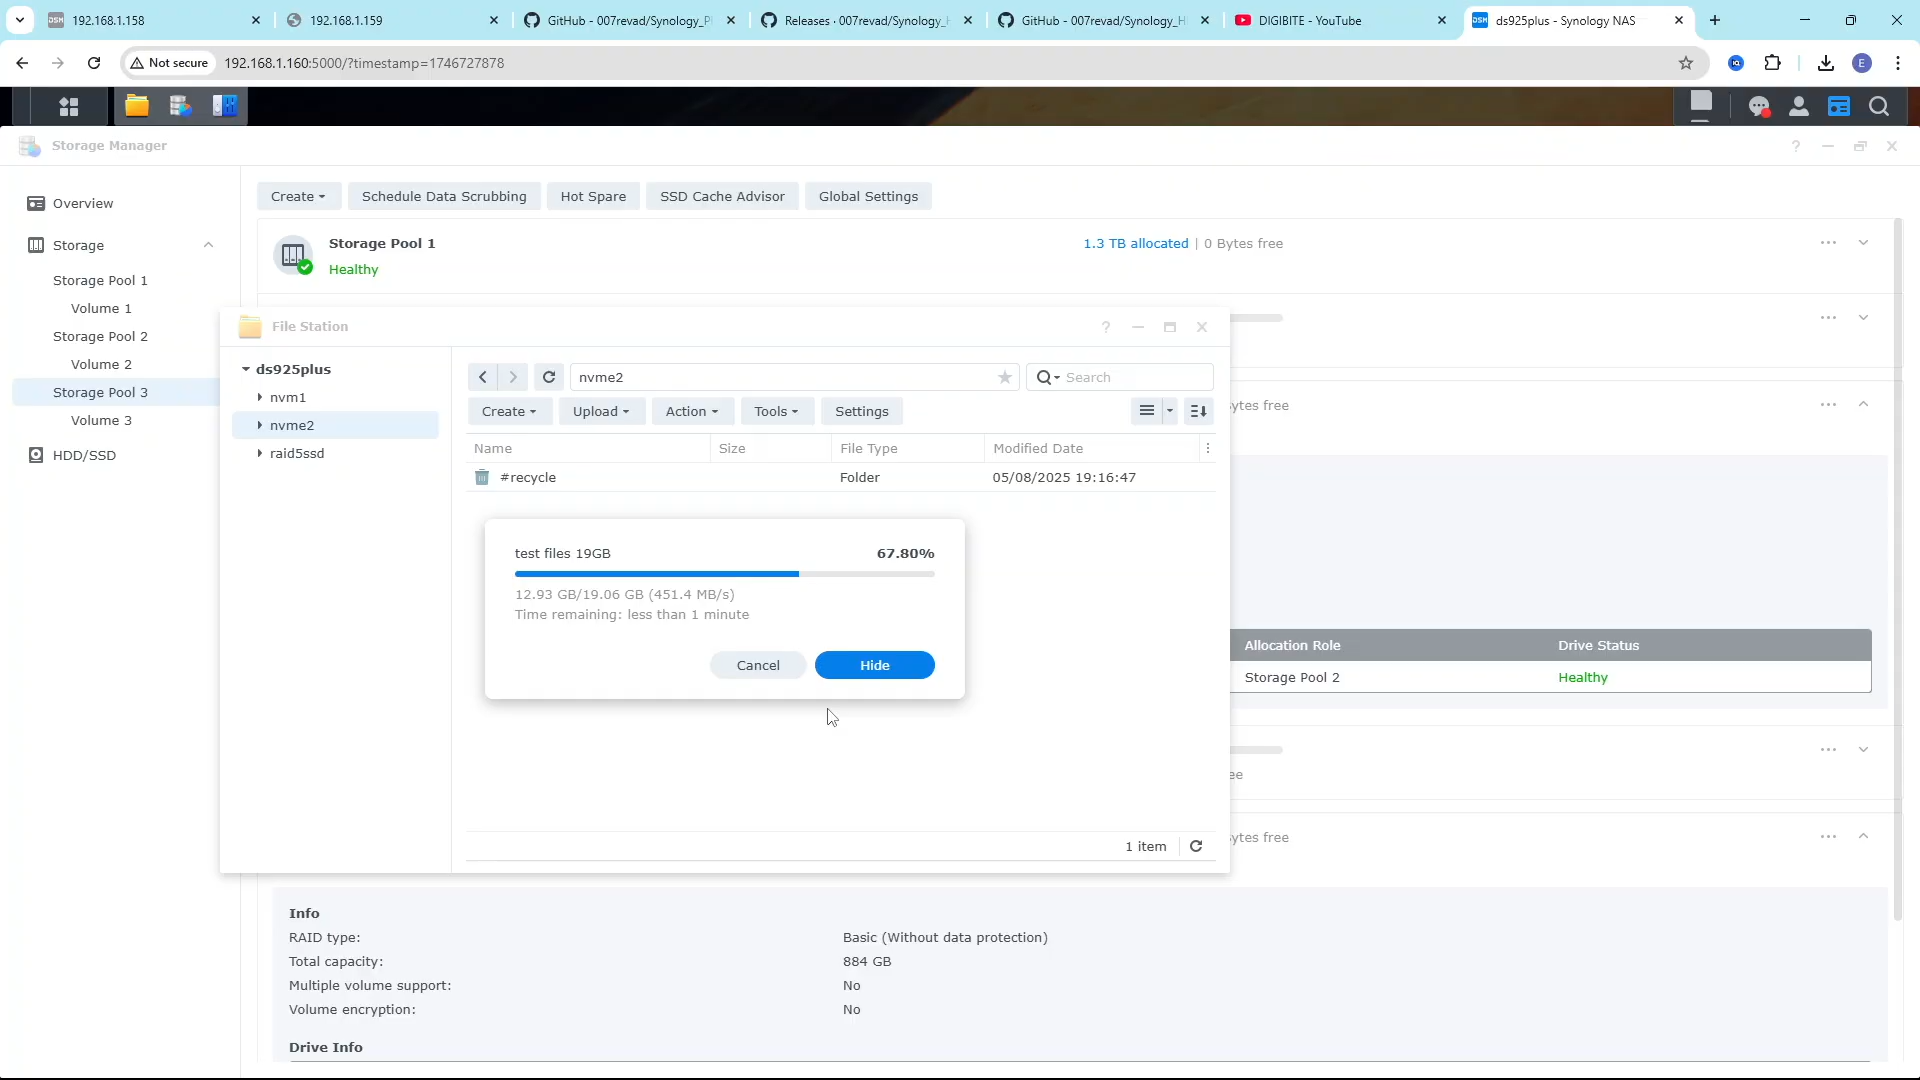 192.168.1.158
192.168.1.159
GitHub - 007revad/Synology_P
Releases · 007revad/Synology_
GitHub - 007revad/Synology_H
DIGIBITE - YouTube
ds925plus - Synology NAS
Not secure
192.168.1.160:5000/?timestamp=1746727878
E
Storage Manager
Overview
Storage
Storage Pool 1
Volume 1
Storage Pool 2
Volume 2
Storage Pool 3
Volume 3
HDD/SSD
Create
Schedule Data Scrubbing
Hot Spare
SSD Cache Advisor
Global Settings
Storage Pool 1
1.3 TB allocated | 0 Bytes free
Healthy
File Station
ds925plus
nvm1
nvme2
raid5ssd
nvme2
Search
Create
Upload
Action
Tools
Settings
Name Size File Type Modified Date
#recycle Folder 05/08/2025 19:16:47
test files 19GB 67.80%
12.93 GB/19.06 GB (451.4 MB/s)
Time remaining: less than 1 minute
Cancel
Hide
1 item
ytes free
Allocation Role Drive Status
Storage Pool 2 Healthy
ee
ytes free
Info
RAID type: Basic (Without data protection)
Total capacity: 884 GB
Multiple volume support: No
Volume encryption: No
Drive Info